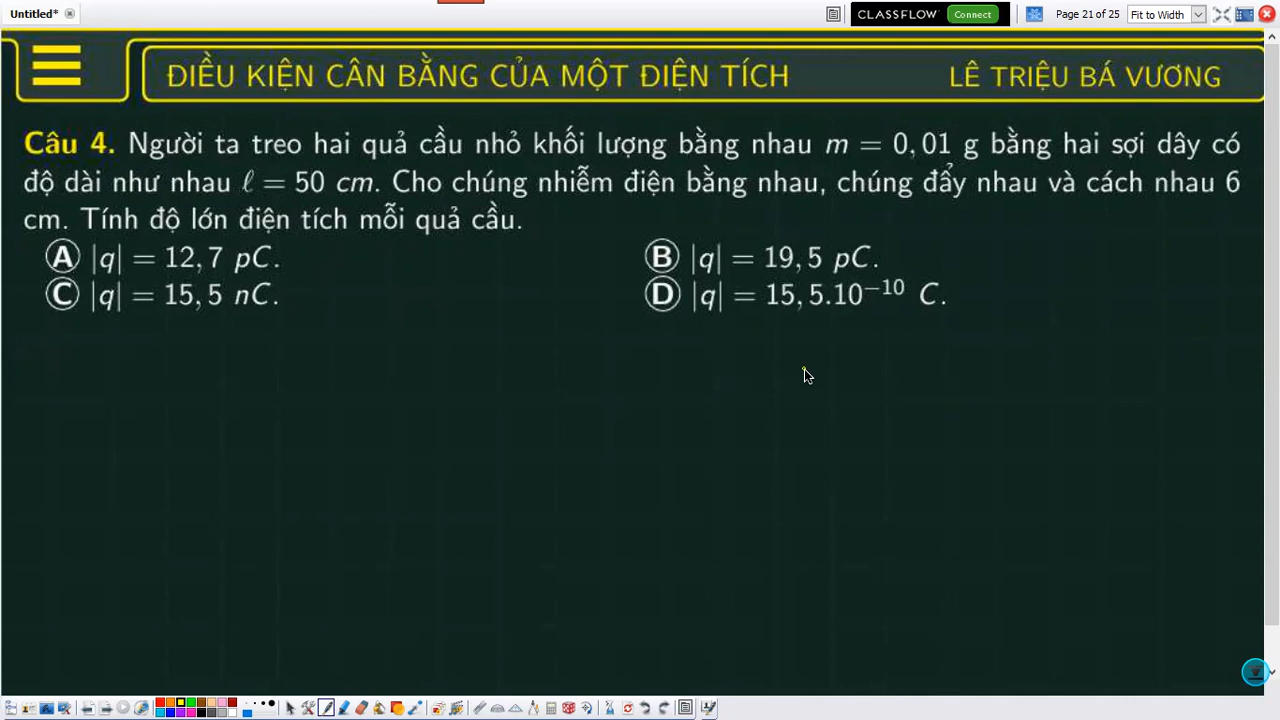 Untitled*
CLASSFLOW Connect
Page 21 of 25
Fit to Width
ĐIỀU KIỆN CÂN BẰNG CỦA MỘT ĐIỆN TÍCH
LÊ TRIỆU BÁ VƯƠNG
Câu 4. Người ta treo hai quả cầu nhỏ khối lượng bằng nhau m = 0, 01 g bằng hai sợi dây có
độ dài như nhau ℓ = 50 cm. Cho chúng nhiễm điện bằng nhau, chúng đẩy nhau và cách nhau 6
cm. Tính độ lớn điện tích mỗi quả cầu.
A |q| = 12, 7 pC.
B |q| = 19, 5 pC.
C |q| = 15, 5 nC.
D |q| = 15, 5.10⁻¹⁰ C.